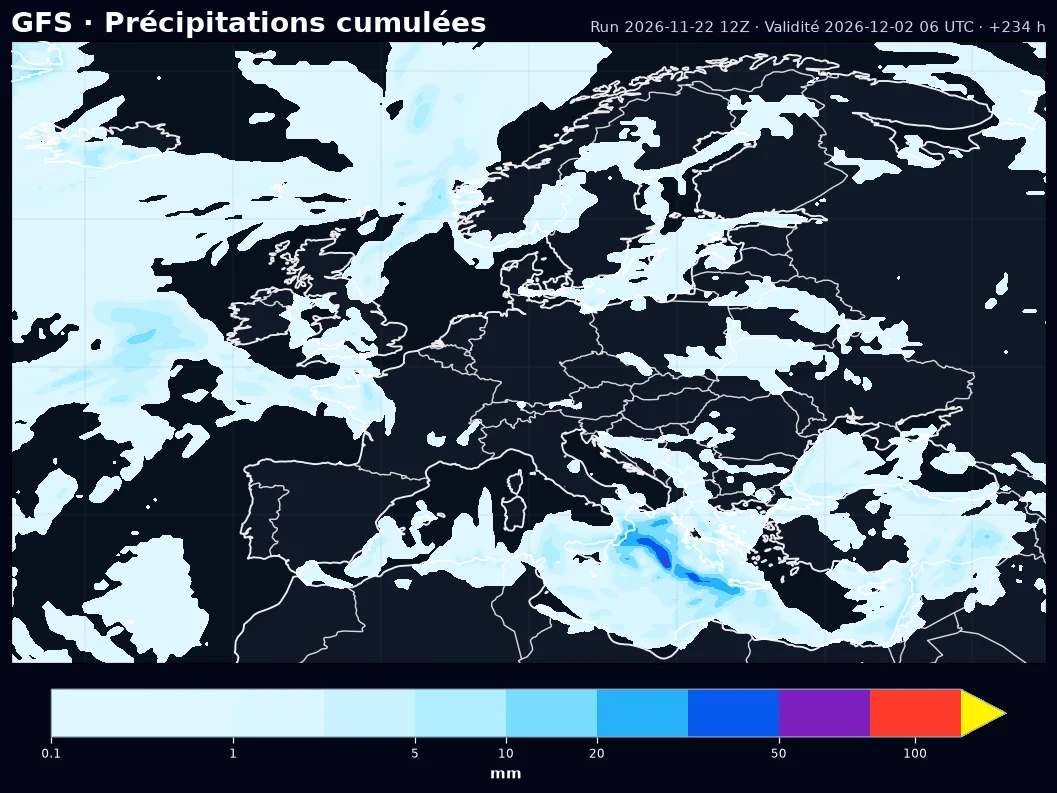 GFS · Précipitations cumulées
Run 2026-11-22 12Z · Validité 2026-12-02 06 UTC · +234 h
0.1 1 5 10 20 50 100
mm